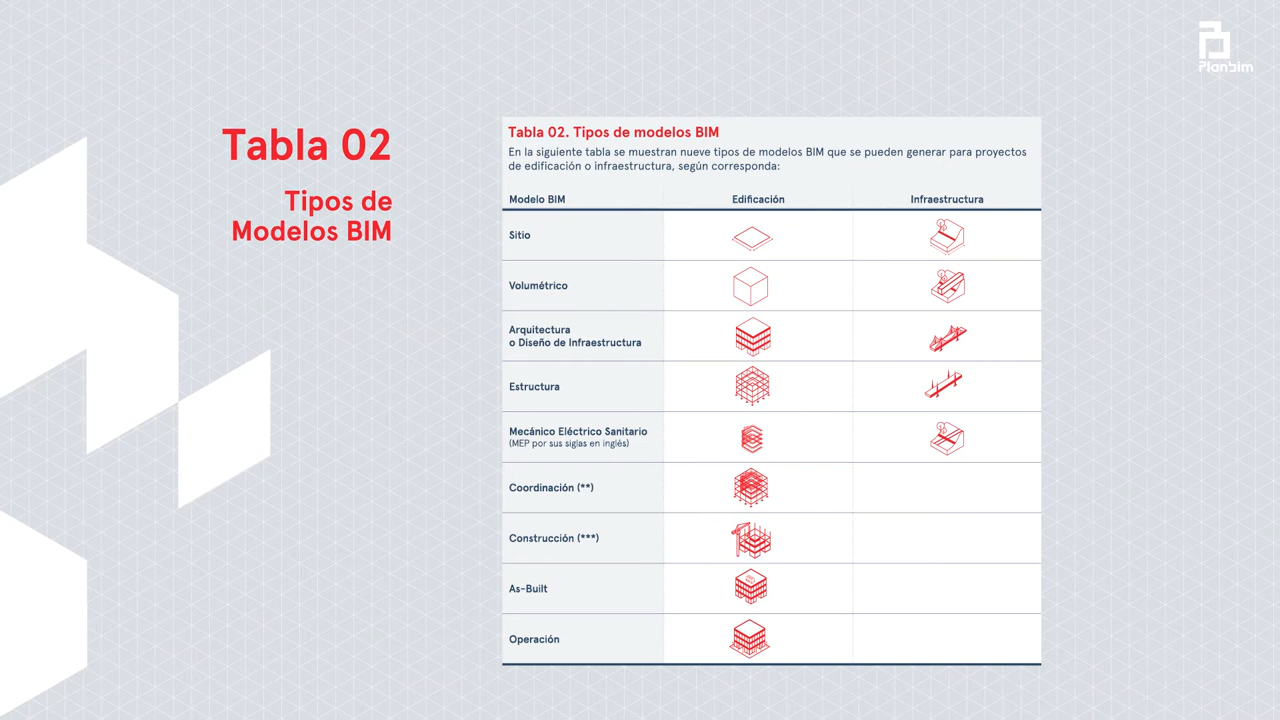 Planbim
Tabla 02
Tipos de
Modelos BIM
Tabla 02. Tipos de modelos BIM
En la siguiente tabla se muestran nueve tipos de modelos BIM que se pueden generar para proyectos
de edificación o infraestructura, según corresponda:
Modelo BIM Edificación Infraestructura
Sitio
Volumétrico
Arquitectura
o Diseño de Infraestructura
Estructura
Mecánico Eléctrico Sanitario
(MEP por sus siglas en inglés)
Coordinación (**)
Construcción (***)
As-Built
Operación